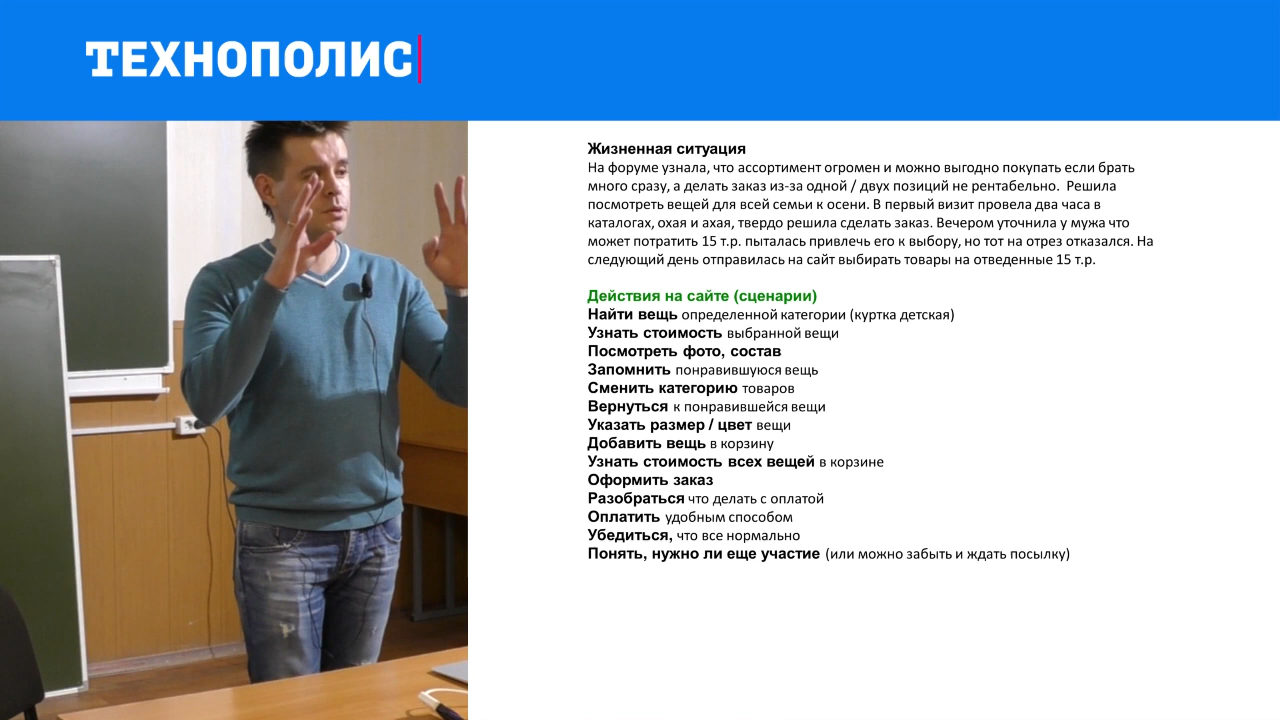 ТЕХНОПОЛИС
Жизненная ситуация
На форуме узнала, что ассортимент огромен и можно выгодно покупать если брать
много сразу, а делать заказ из-за одной / двух позиций не рентабельно. Решила
посмотреть вещей для всей семьи к осени. В первый визит провела два часа в
каталогах, охая и ахая, твердо решила сделать заказ. Вечером уточнила у мужа что
может потратить 15 т.р. пыталась привлечь его к выбору, но тот на отрез отказался. На
следующий день отправилась на сайт выбирать товары на отведенные 15 т.р.
Действия на сайте (сценарии)
Найти вещь определенной категории (куртка детская)
Узнать стоимость выбранной вещи
Посмотреть фото, состав
Запомнить понравившуюся вещь
Сменить категорию товаров
Вернуться к понравившейся вещи
Указать размер / цвет вещи
Добавить вещь в корзину
Узнать стоимость всех вещей в корзине
Оформить заказ
Разобраться что делать с оплатой
Оплатить удобным способом
Убедиться, что все нормально
Понять, нужно ли еще участие (или можно забыть и ждать посылку)